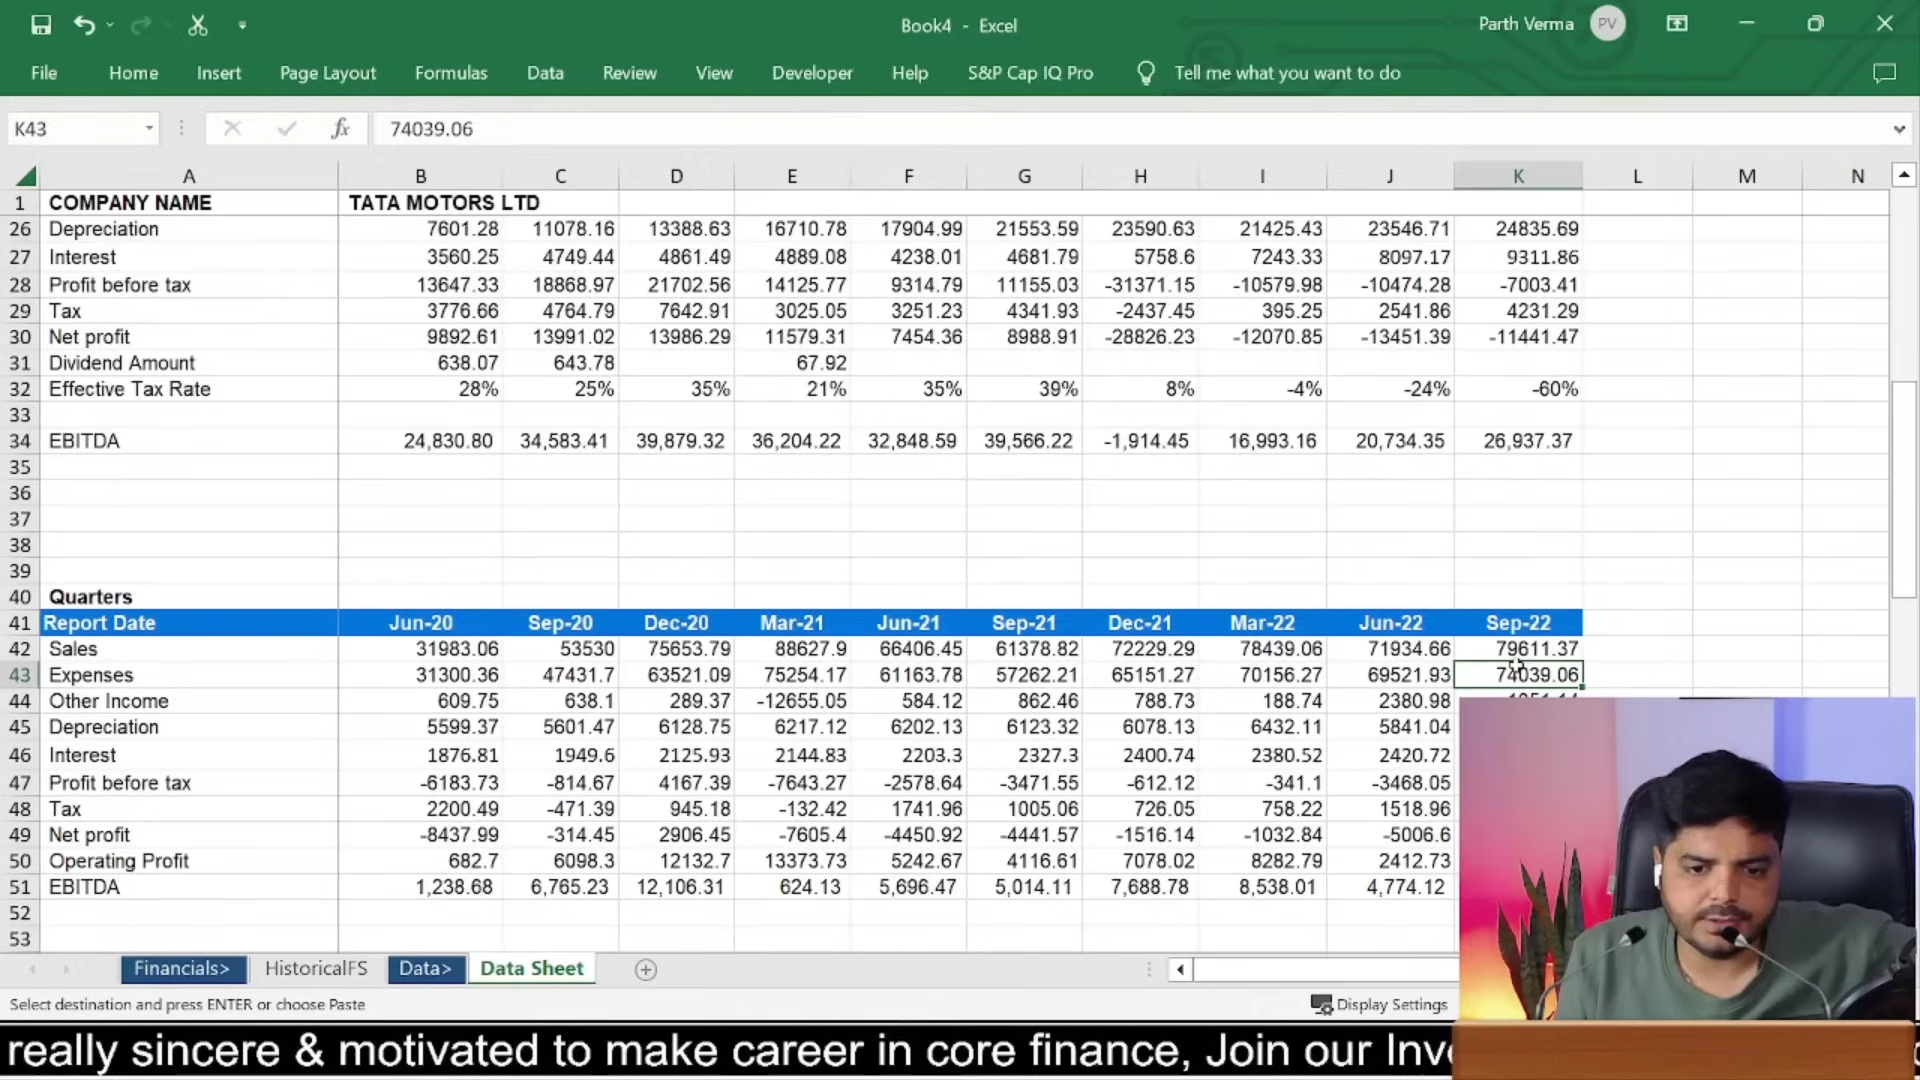 Book4 - Excel
Parth Verma PV
File Home Insert Page Layout Formulas Data Review View Developer Help S&P Cap IQ Pro Tell me what you want to do
K43 fx 74039.06
A B C D E F G H I J K L M N
1 COMPANY NAME TATA MOTORS LTD
26 Depreciation 7601.28 11078.16 13388.63 16710.78 17904.99 21553.59 23590.63 21425.43 23546.71 24835.69
27 Interest 3560.25 4749.44 4861.49 4889.08 4238.01 4681.79 5758.6 7243.33 8097.17 9311.86
28 Profit before tax 13647.33 18868.97 21702.56 14125.77 9314.79 11155.03 -31371.15 -10579.98 -10474.28 -7003.41
29 Tax 3776.66 4764.79 7642.91 3025.05 3251.23 4341.93 -2437.45 395.25 2541.86 4231.29
30 Net profit 9892.61 13991.02 13986.29 11579.31 7454.36 8988.91 -28826.23 -12070.85 -13451.39 -11441.47
31 Dividend Amount 638.07 643.78 67.92
32 Effective Tax Rate 28% 25% 35% 21% 35% 39% 8% -4% -24% -60%
33
34 EBITDA 24,830.80 34,583.41 39,879.32 36,204.22 32,848.59 39,566.22 -1,914.45 16,993.16 20,734.35 26,937.37
35
36
37
38
39
40 Quarters
41 Report Date Jun-20 Sep-20 Dec-20 Mar-21 Jun-21 Sep-21 Dec-21 Mar-22 Jun-22 Sep-22
42 Sales 31983.06 53530 75653.79 88627.9 66406.45 61378.82 72229.29 78439.06 71934.66 79611.37
43 Expenses 31300.36 47431.7 63521.09 75254.17 61163.78 57262.21 65151.27 70156.27 69521.93 74039.06
44 Other Income 609.75 638.1 289.37 -12655.05 584.12 862.46 788.73 188.74 2380.98
45 Depreciation 5599.37 5601.47 6128.75 6217.12 6202.13 6123.32 6078.13 6432.11 5841.04
46 Interest 1876.81 1949.6 2125.93 2144.83 2203.3 2327.3 2400.74 2380.52 2420.72
47 Profit before tax -6183.73 -814.67 4167.39 -7643.27 -2578.64 -3471.55 -612.12 -341.1 -3468.05
48 Tax 2200.49 -471.39 945.18 -132.42 1741.96 1005.06 726.05 758.22 1518.96
49 Net profit -8437.99 -314.45 2906.45 -7605.4 -4450.92 -4441.57 -1516.14 -1032.84 -5006.6
50 Operating Profit 682.7 6098.3 12132.7 13373.73 5242.67 4116.61 7078.02 8282.79 2412.73
51 EBITDA 1,238.68 6,765.23 12,106.31 624.13 5,696.47 5,014.11 7,688.78 8,538.01 4,774.12
52
53
Financials> HistoricalFS Data> Data Sheet
Select destination and press ENTER or choose Paste Display Settings
really sincere & motivated to make career in core finance, Join our Inv